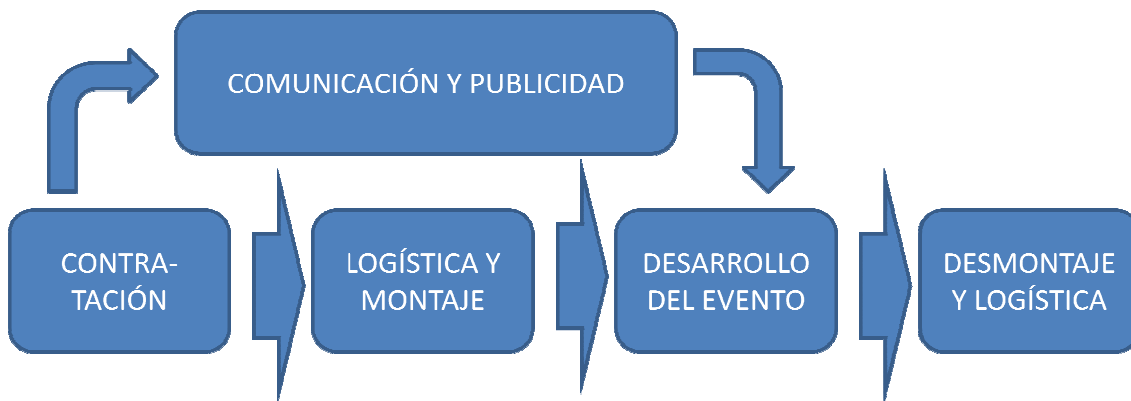 COMUNICACIÓN Y PUBLICIDAD
CONTRA-
TACIÓN
LOGÍSTICA Y
MONTAJE
DESARROLLO
DEL EVENTO
DESMONTAJE
Y LOGÍSTICA